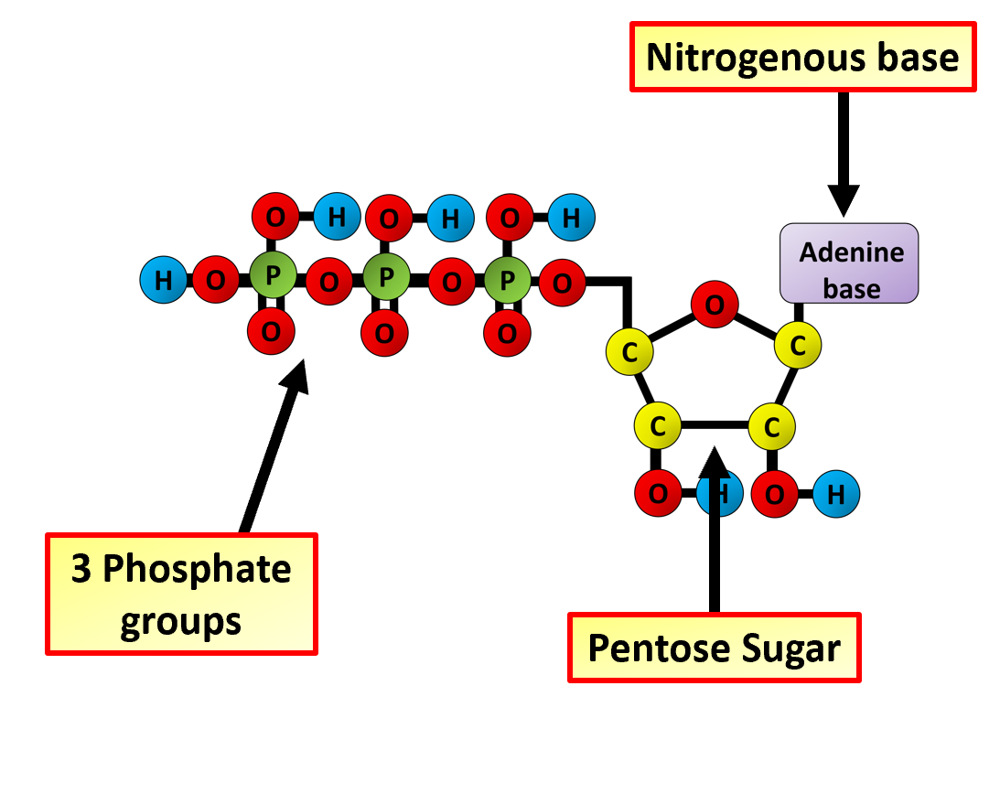 Nitrogenous base
Adenine
base
O H O H O H
H O P O P O P O
O O O
O
C C
C C
O H O H
3 Phosphate
groups
Pentose Sugar